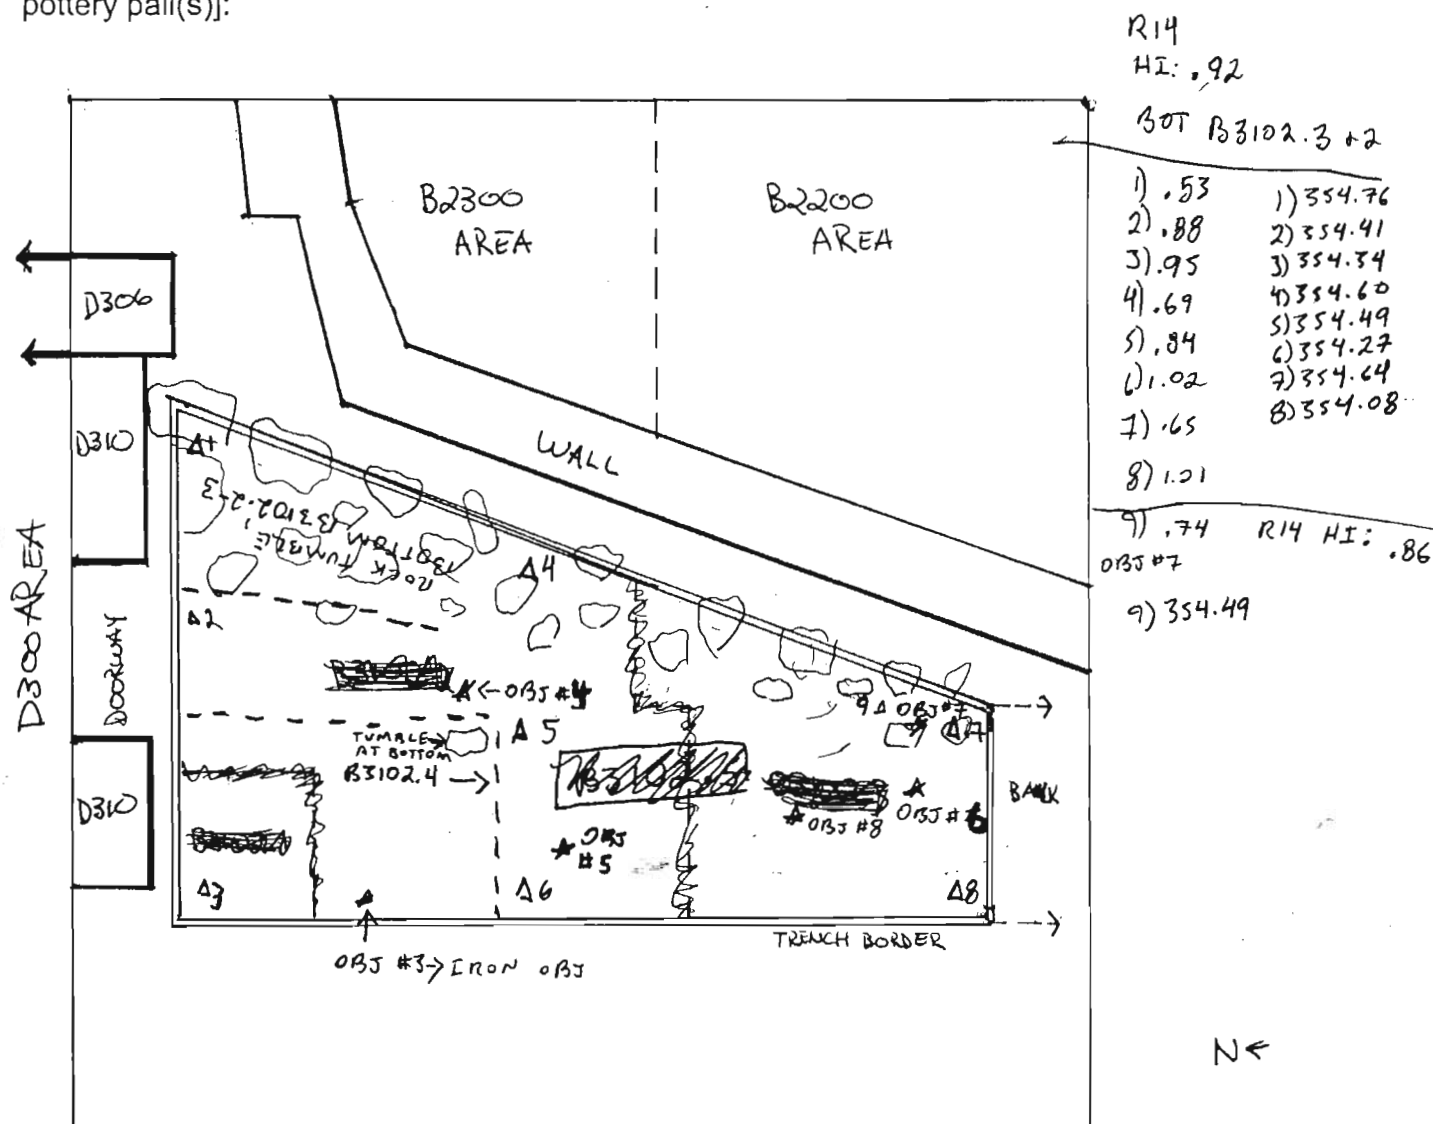 pottery pail(s)]:
R14
HI: .92
BOT B3102.3 +2
1) .53
2) .88
3) .95
4) .69
5) .84
6) 1.02
7) .65
8) 1.21
1) 354.76
2) 354.41
3) 354.34
4) 354.60
5) 354.49
6) 354.27
7) 354.64
8) 354.08
9) .74 R14 HI: .86
OBJ #7
9) 354.49
B2300
AREA
B2200
AREA
D306
D310
WALL
D300 AREA
DOORWAY
D310
Δ1
ROCK TUMBLE
BOTTOM
B3102.2-3
Δ4
Δ2
←OBJ #4
TUMBLE→
AT BOTTOM
B3102.4 →
Δ5
9 Δ OBJ #7
Δ7
BALK
OBJ #8
OBJ #6
OBJ
#5
Δ3
Δ6
Δ8
TRENCH BORDER
OBJ #3→ IRON OBJ
N←